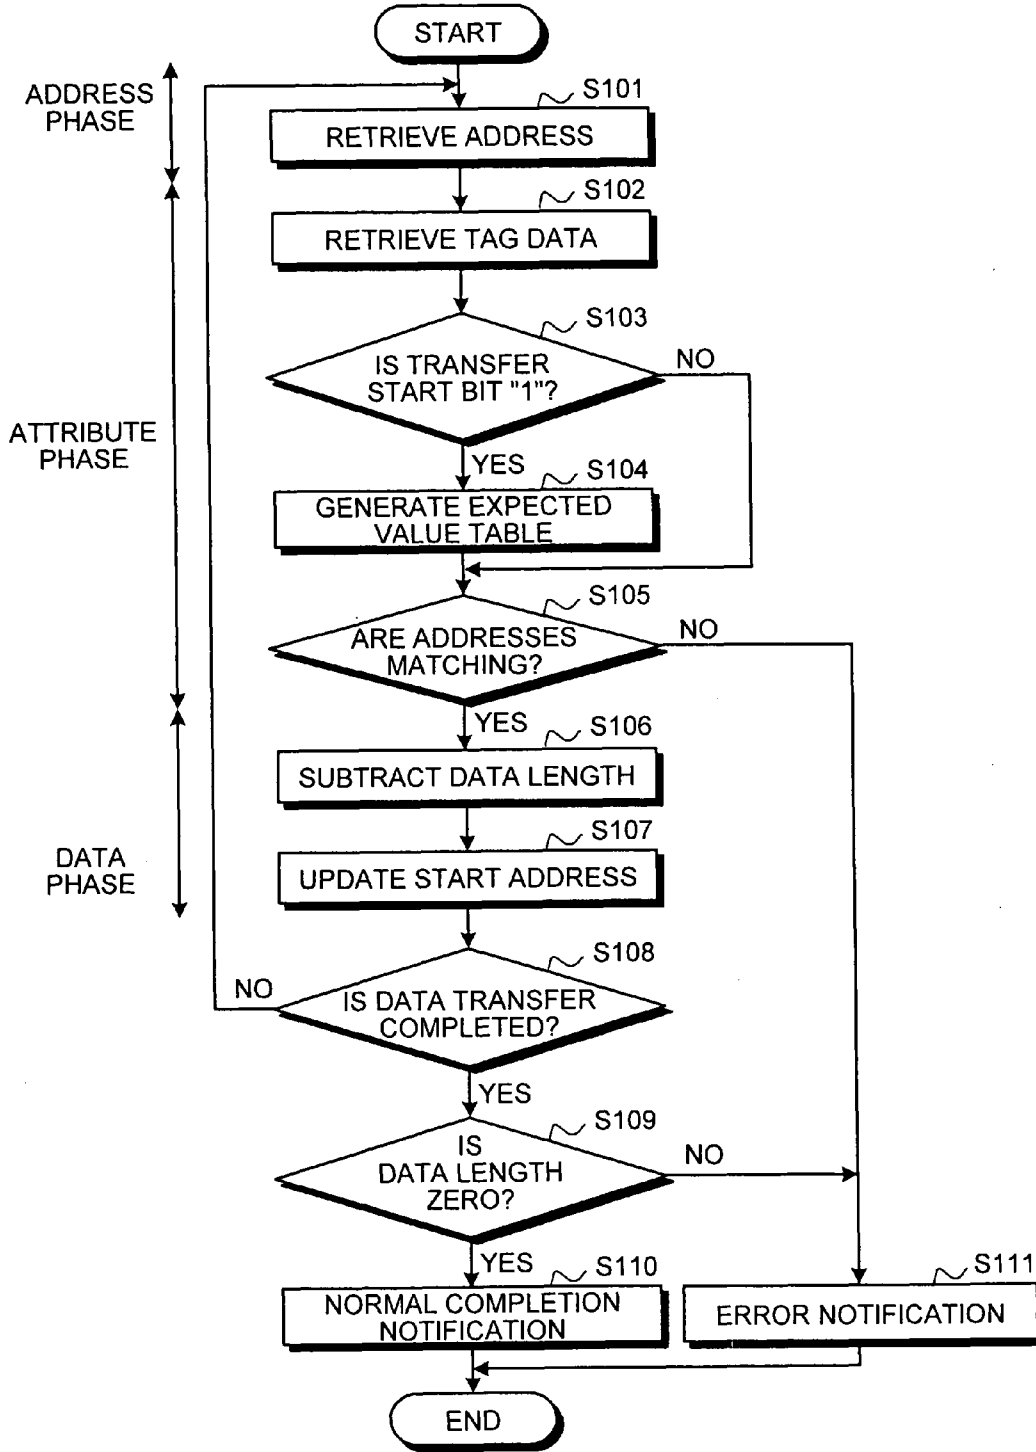 START
ADDRESS
PHASE
S101
RETRIEVE ADDRESS
S102
RETRIEVE TAG DATA
S103
IS TRANSFER
START BIT "1"?
NO
ATTRIBUTE
PHASE
YES
S104
GENERATE EXPECTED
VALUE TABLE
S105
ARE ADDRESSES
MATCHING?
NO
YES
S106
SUBTRACT DATA LENGTH
S107
UPDATE START ADDRESS
DATA
PHASE
S108
IS DATA TRANSFER
COMPLETED?
NO
YES
S109
IS
DATA LENGTH
ZERO?
NO
YES
S110
NORMAL COMPLETION
NOTIFICATION
S111
ERROR NOTIFICATION
END